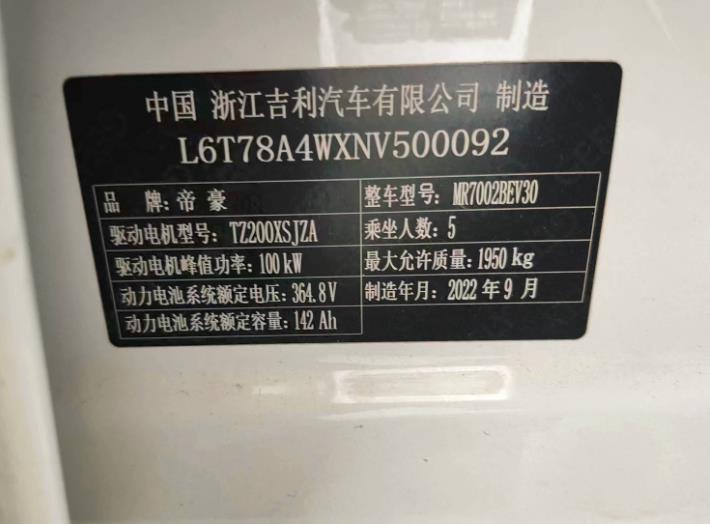 中国 浙江吉利汽车有限公司 制造
L6T78A4WXNV500092
品 牌:帝豪
整车型号: MR7002BEV30
驱动电机型号: TZ200XSJZA
乘坐人数: 5
驱动电机峰值功率: 100 kW
最大允许质量: 1950 kg
动力电池系统额定电压: 364.8 V
制造年月: 2022 年 9 月
动力电池系统额定容量: 142 Ah